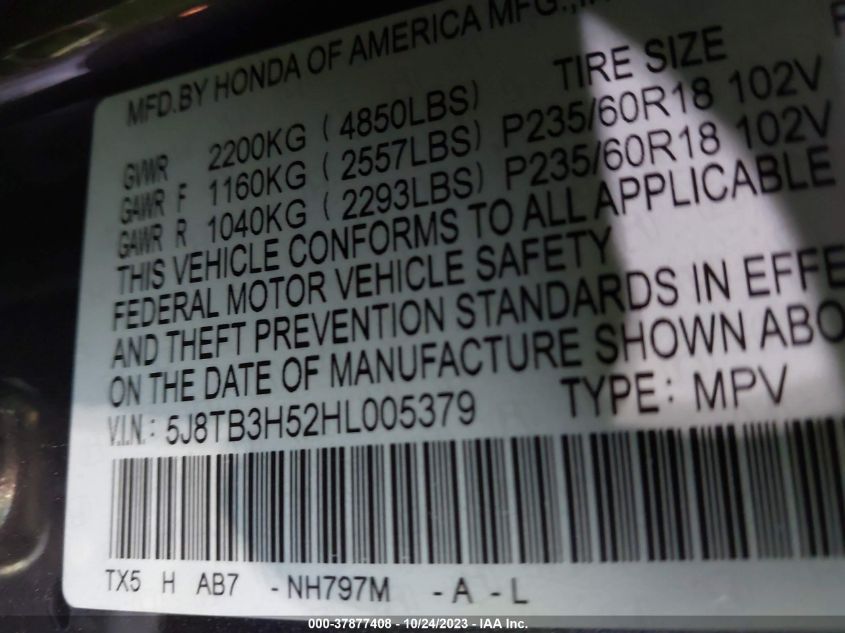 MFD.BY HONDA OF AMERICA MFG.,
TIRE SIZE
GVWR 2200KG ( 4850LBS)
GAWR F 1160KG ( 2557LBS) P235/60R18 102V
GAWR R 1040KG ( 2293LBS) P235/60R18 102V
THIS VEHICLE CONFORMS TO ALL APPLICABLE
FEDERAL MOTOR VEHICLE SAFETY
AND THEFT PREVENTION STANDARDS IN EFFE
ON THE DATE OF MANUFACTURE SHOWN ABO
V.I.N.: 5J8TB3H52HL005379 TYPE: MPV
TX5 H AB7 -NH797M -A -L
000-37877408 - 10/24/2023 - IAA Inc.